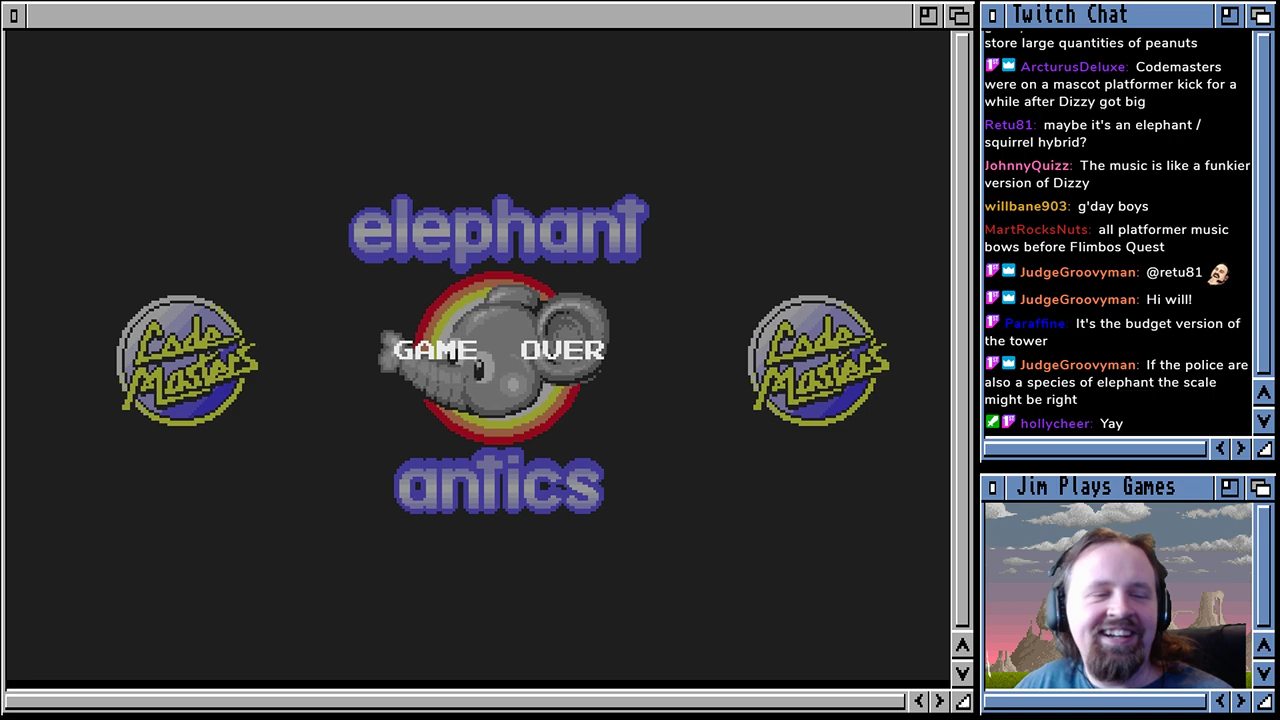 Twitch Chat
store large quantities of peanuts
ArcturusDeluxe: Codemasters
were on a mascot platformer kick for a
while after Dizzy got big
Retu81: maybe it's an elephant /
squirrel hybrid?
JohnnyQuizz: The music is like a funkier
version of Dizzy
willbane903: g'day boys
MartRocksNuts: all platformer music
bows before Flimbos Quest
JudgeGroovyman: @retu81
JudgeGroovyman: Hi will!
Paraffine: It's the budget version of
the tower
JudgeGroovyman: If the police are
also a species of elephant the scale
might be right
hollycheer: Yay
elephant
GAME OVER
antics
Code
Masters
Code
Masters
Jim Plays Games